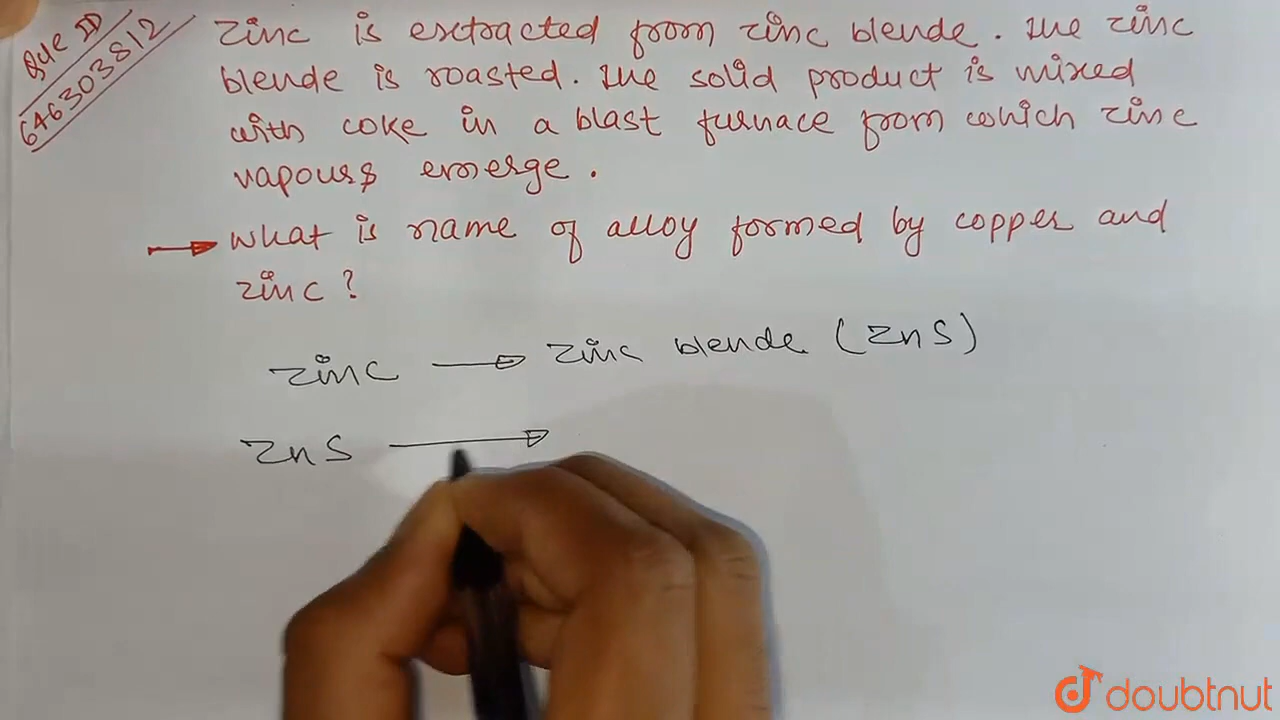 Que ID
646303812
Zinc is extracted from zinc blende. The zinc
blende is roasted. The solid product is mixed
with coke in a blast furnace from which zinc
vapours emerge.
What is name of alloy formed by copper and
zinc?
zinc → zinc blende (ZnS)
ZnS →
doubtnut